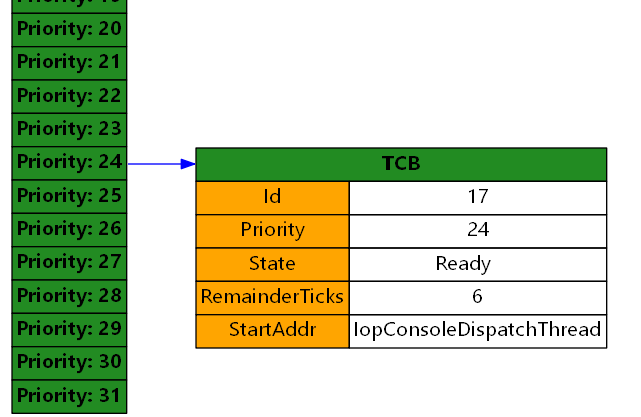 Priority: 20
Priority: 21
Priority: 22
Priority: 23
Priority: 24
Priority: 25
Priority: 26
Priority: 27
Priority: 28
Priority: 29
Priority: 30
Priority: 31
TCB
Id 17
Priority 24
State Ready
RemainderTicks 6
StartAddr IopConsoleDispatchThread